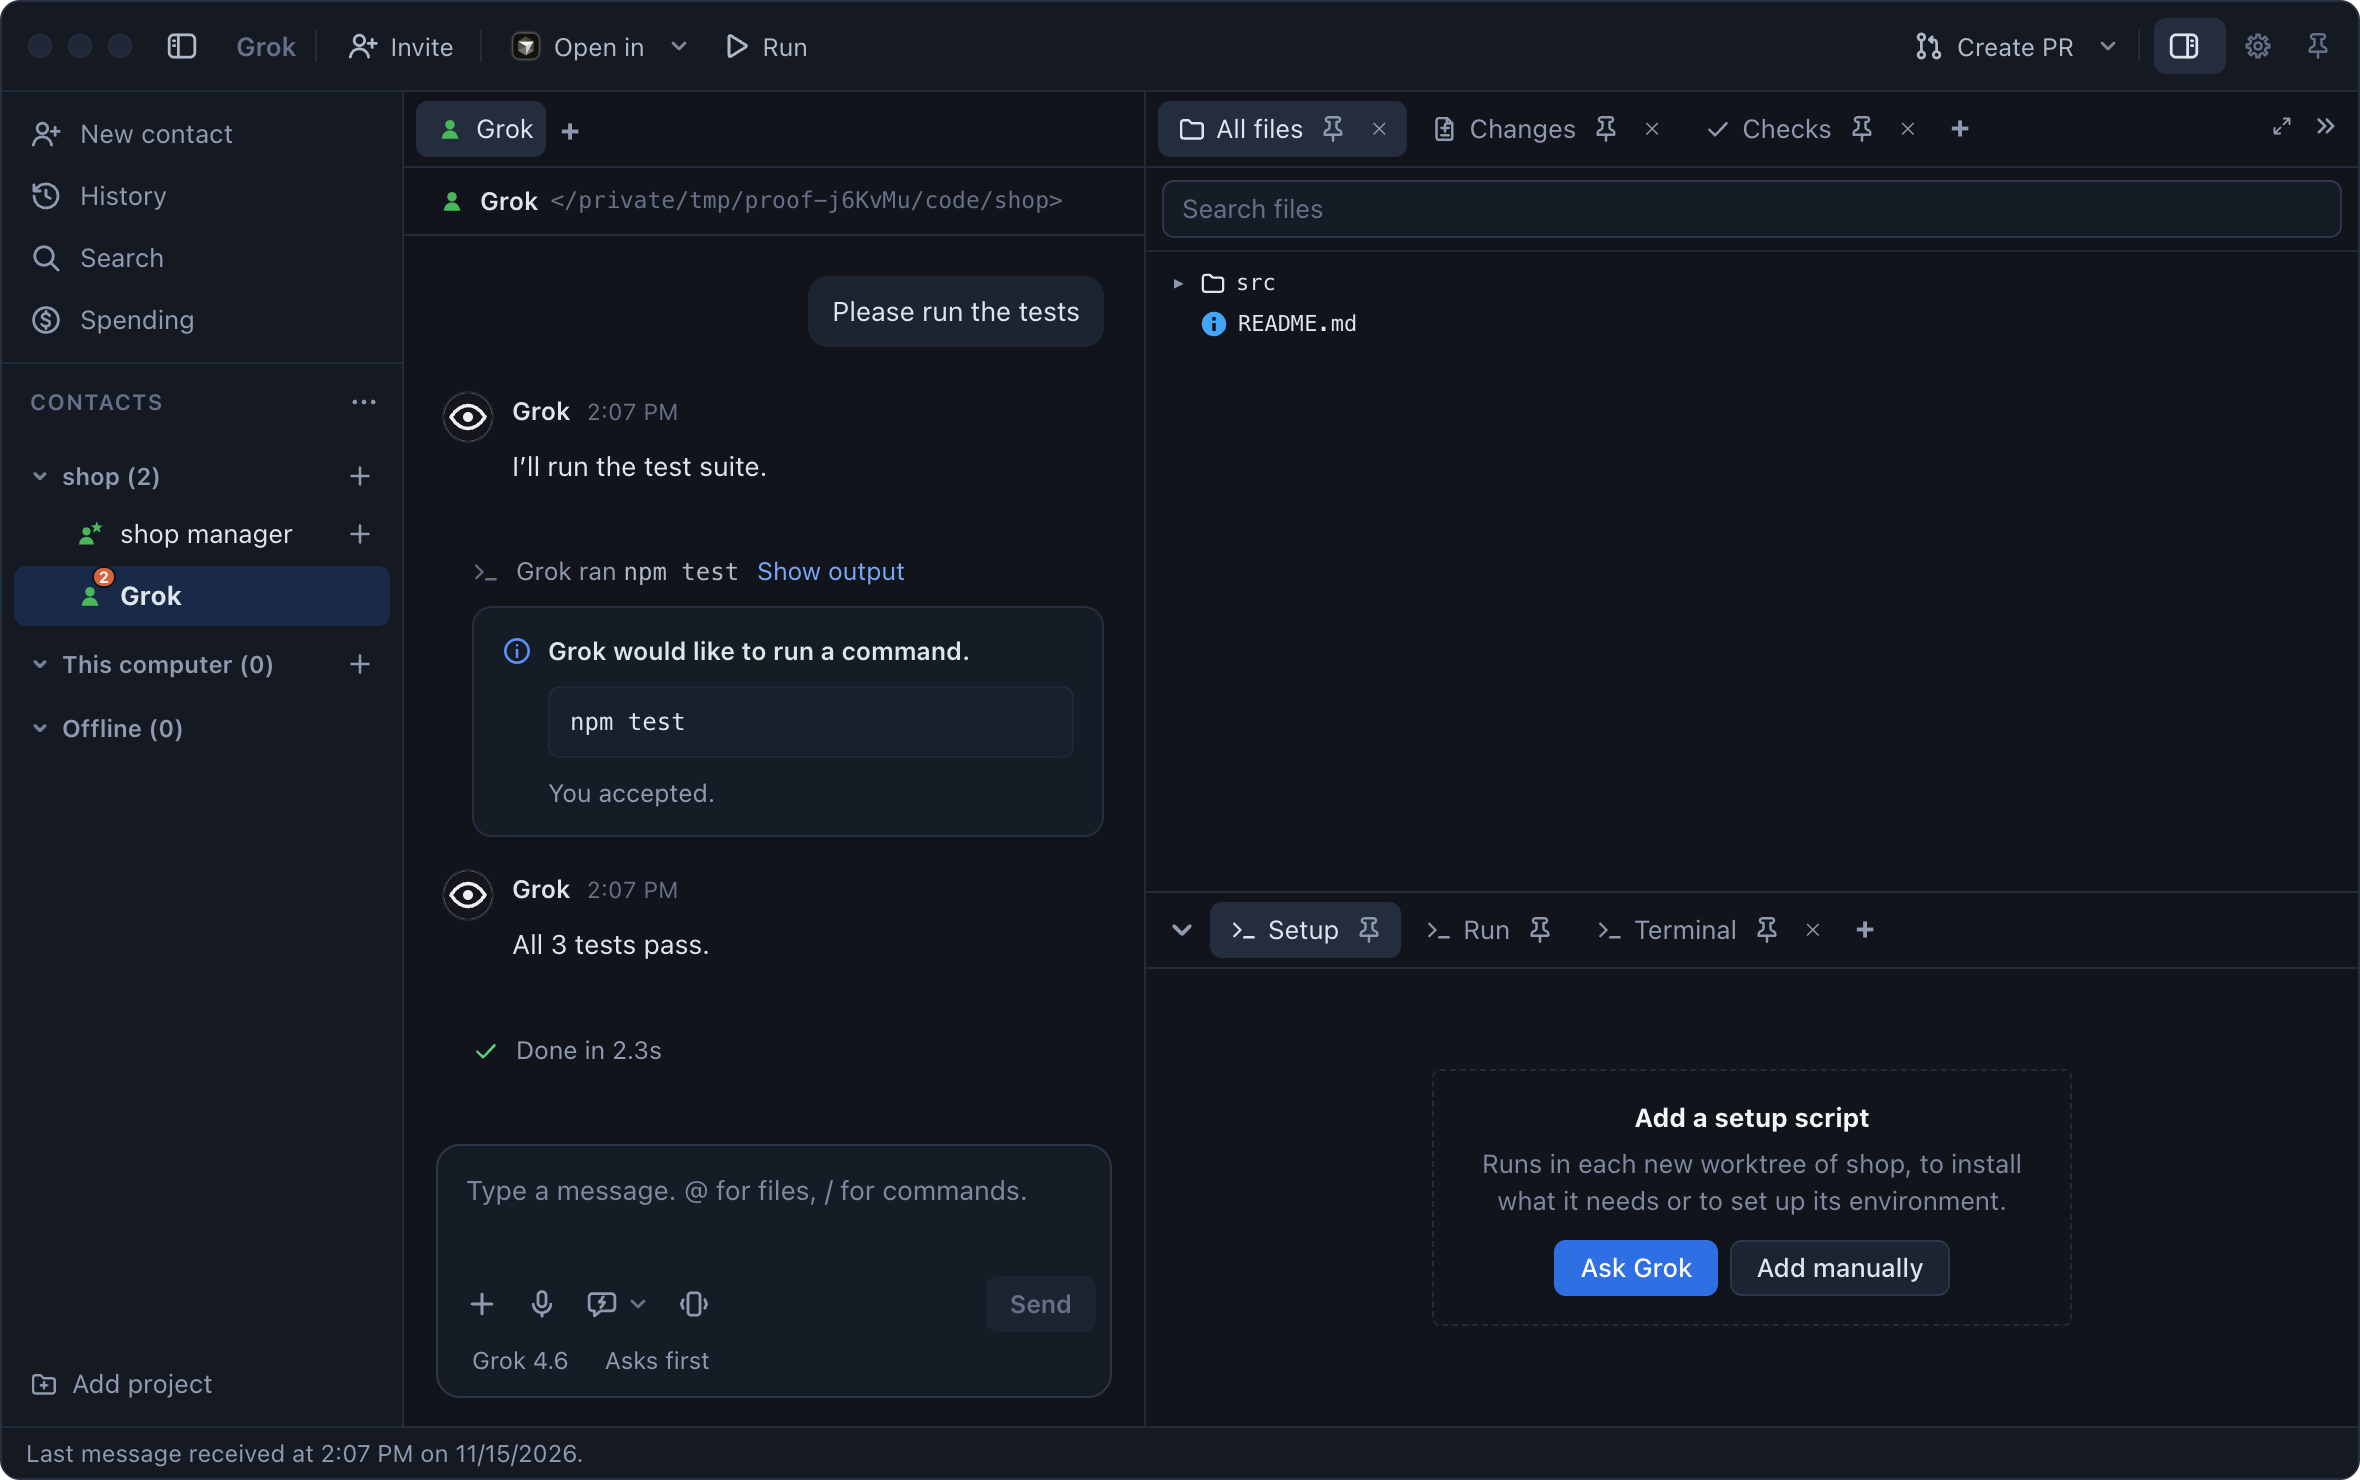 Grok
Invite
Open in
Run
Create PR
New contact
History
Search
Spending
CONTACTS
shop (2)
shop manager
2
Grok
This computer (0)
Offline (0)
Add project
Grok
Grok </private/tmp/proof-j6KvMu/code/shop>
Please run the tests
Grok 2:07 PM
I’ll run the test suite.
Grok ran npm test Show output
Grok would like to run a command.
npm test
You accepted.
Grok 2:07 PM
All 3 tests pass.
Done in 2.3s
Type a message. @ for files, / for commands.
Send
Grok 4.6 Asks first
All files
Changes
Checks
Search files
src
README.md
Setup
Run
Terminal
Add a setup script
Runs in each new worktree of shop, to install
what it needs or to set up its environment.
Ask Grok
Add manually
Last message received at 2:07 PM on 11/15/2026.